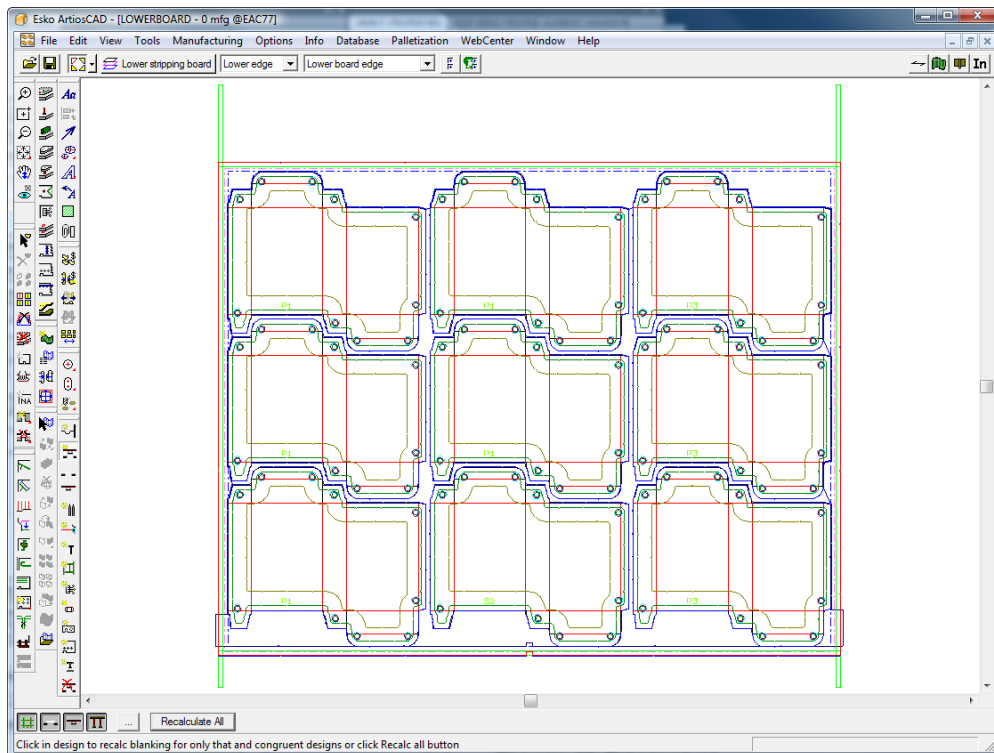 Esko ArtiosCAD - [LOWERBOARD - 0 mfg @EAC77]
File Edit View Tools Manufacturing Options Info Database Palletization WebCenter Window Help
Lower stripping board Lower edge Lower board edge In
...
Recalculate All
Click in design to recalc blanking for only that and congruent designs or click Recalc all button